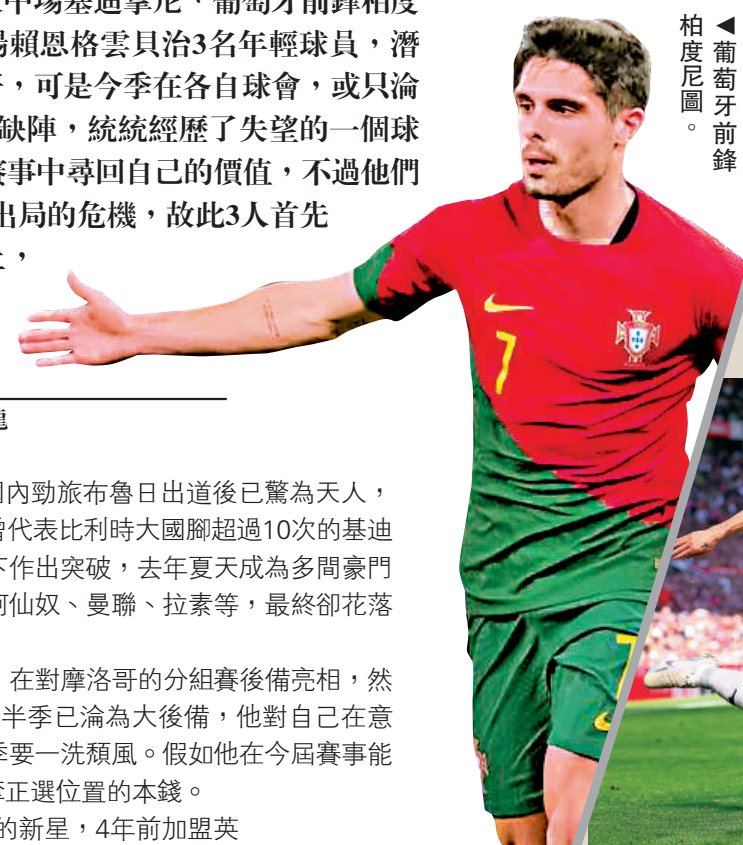 中場基迪拿尼、葡萄牙前鋒柏度
賴恩格雲貝治3名年輕球員，潛
，可是今季在各自球會，或只淪
缺陣，統統經歷了失望的一個球
賽事中尋回自己的價值，不過他們
出局的危機，故此3人首先
◀葡萄牙前鋒
柏度尼圖。
7
國內勁旅布魯日出道後已驚為天人，
曾代表比利時大國腳超過10次的基迪
下作出突破，去年夏天成為多間豪門
阿仙奴、曼聯、拉素等，最終卻花落
在對摩洛哥的分組賽後備亮相，然
半季已淪為大後備，他對自己在意
季要一洗頹風。假如他在今屆賽事能
正選位置的本錢。
的新星，4年前加盟英